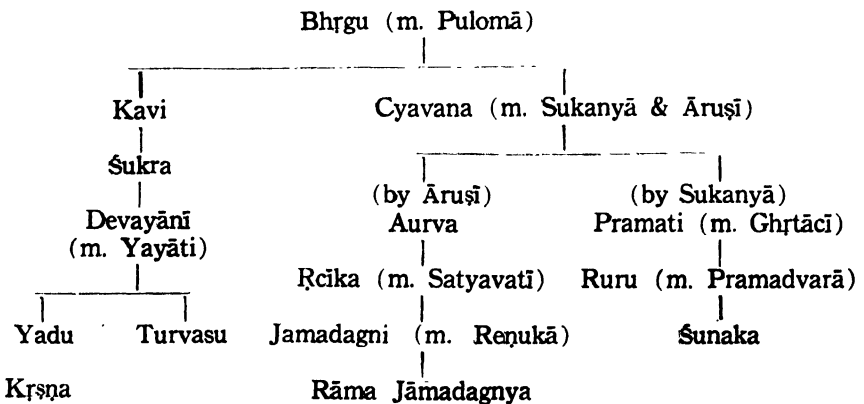 Bhṛgu (m. Pulomā)
Kavi Cyavana (m. Sukanyā & Āruṣī)
Śukra
(by Āruṣī) (by Sukanyā)
Devayānī Aurva Pramati (m. Ghṛtācī)
(m. Yayāti)
Ṛcīka (m. Satyavatī) Ruru (m. Pramadvarā)
Yadu Turvasu Jamadagni (m. Reṇukā) Śunaka
Kṛsṇa Rāma Jāmadagnya